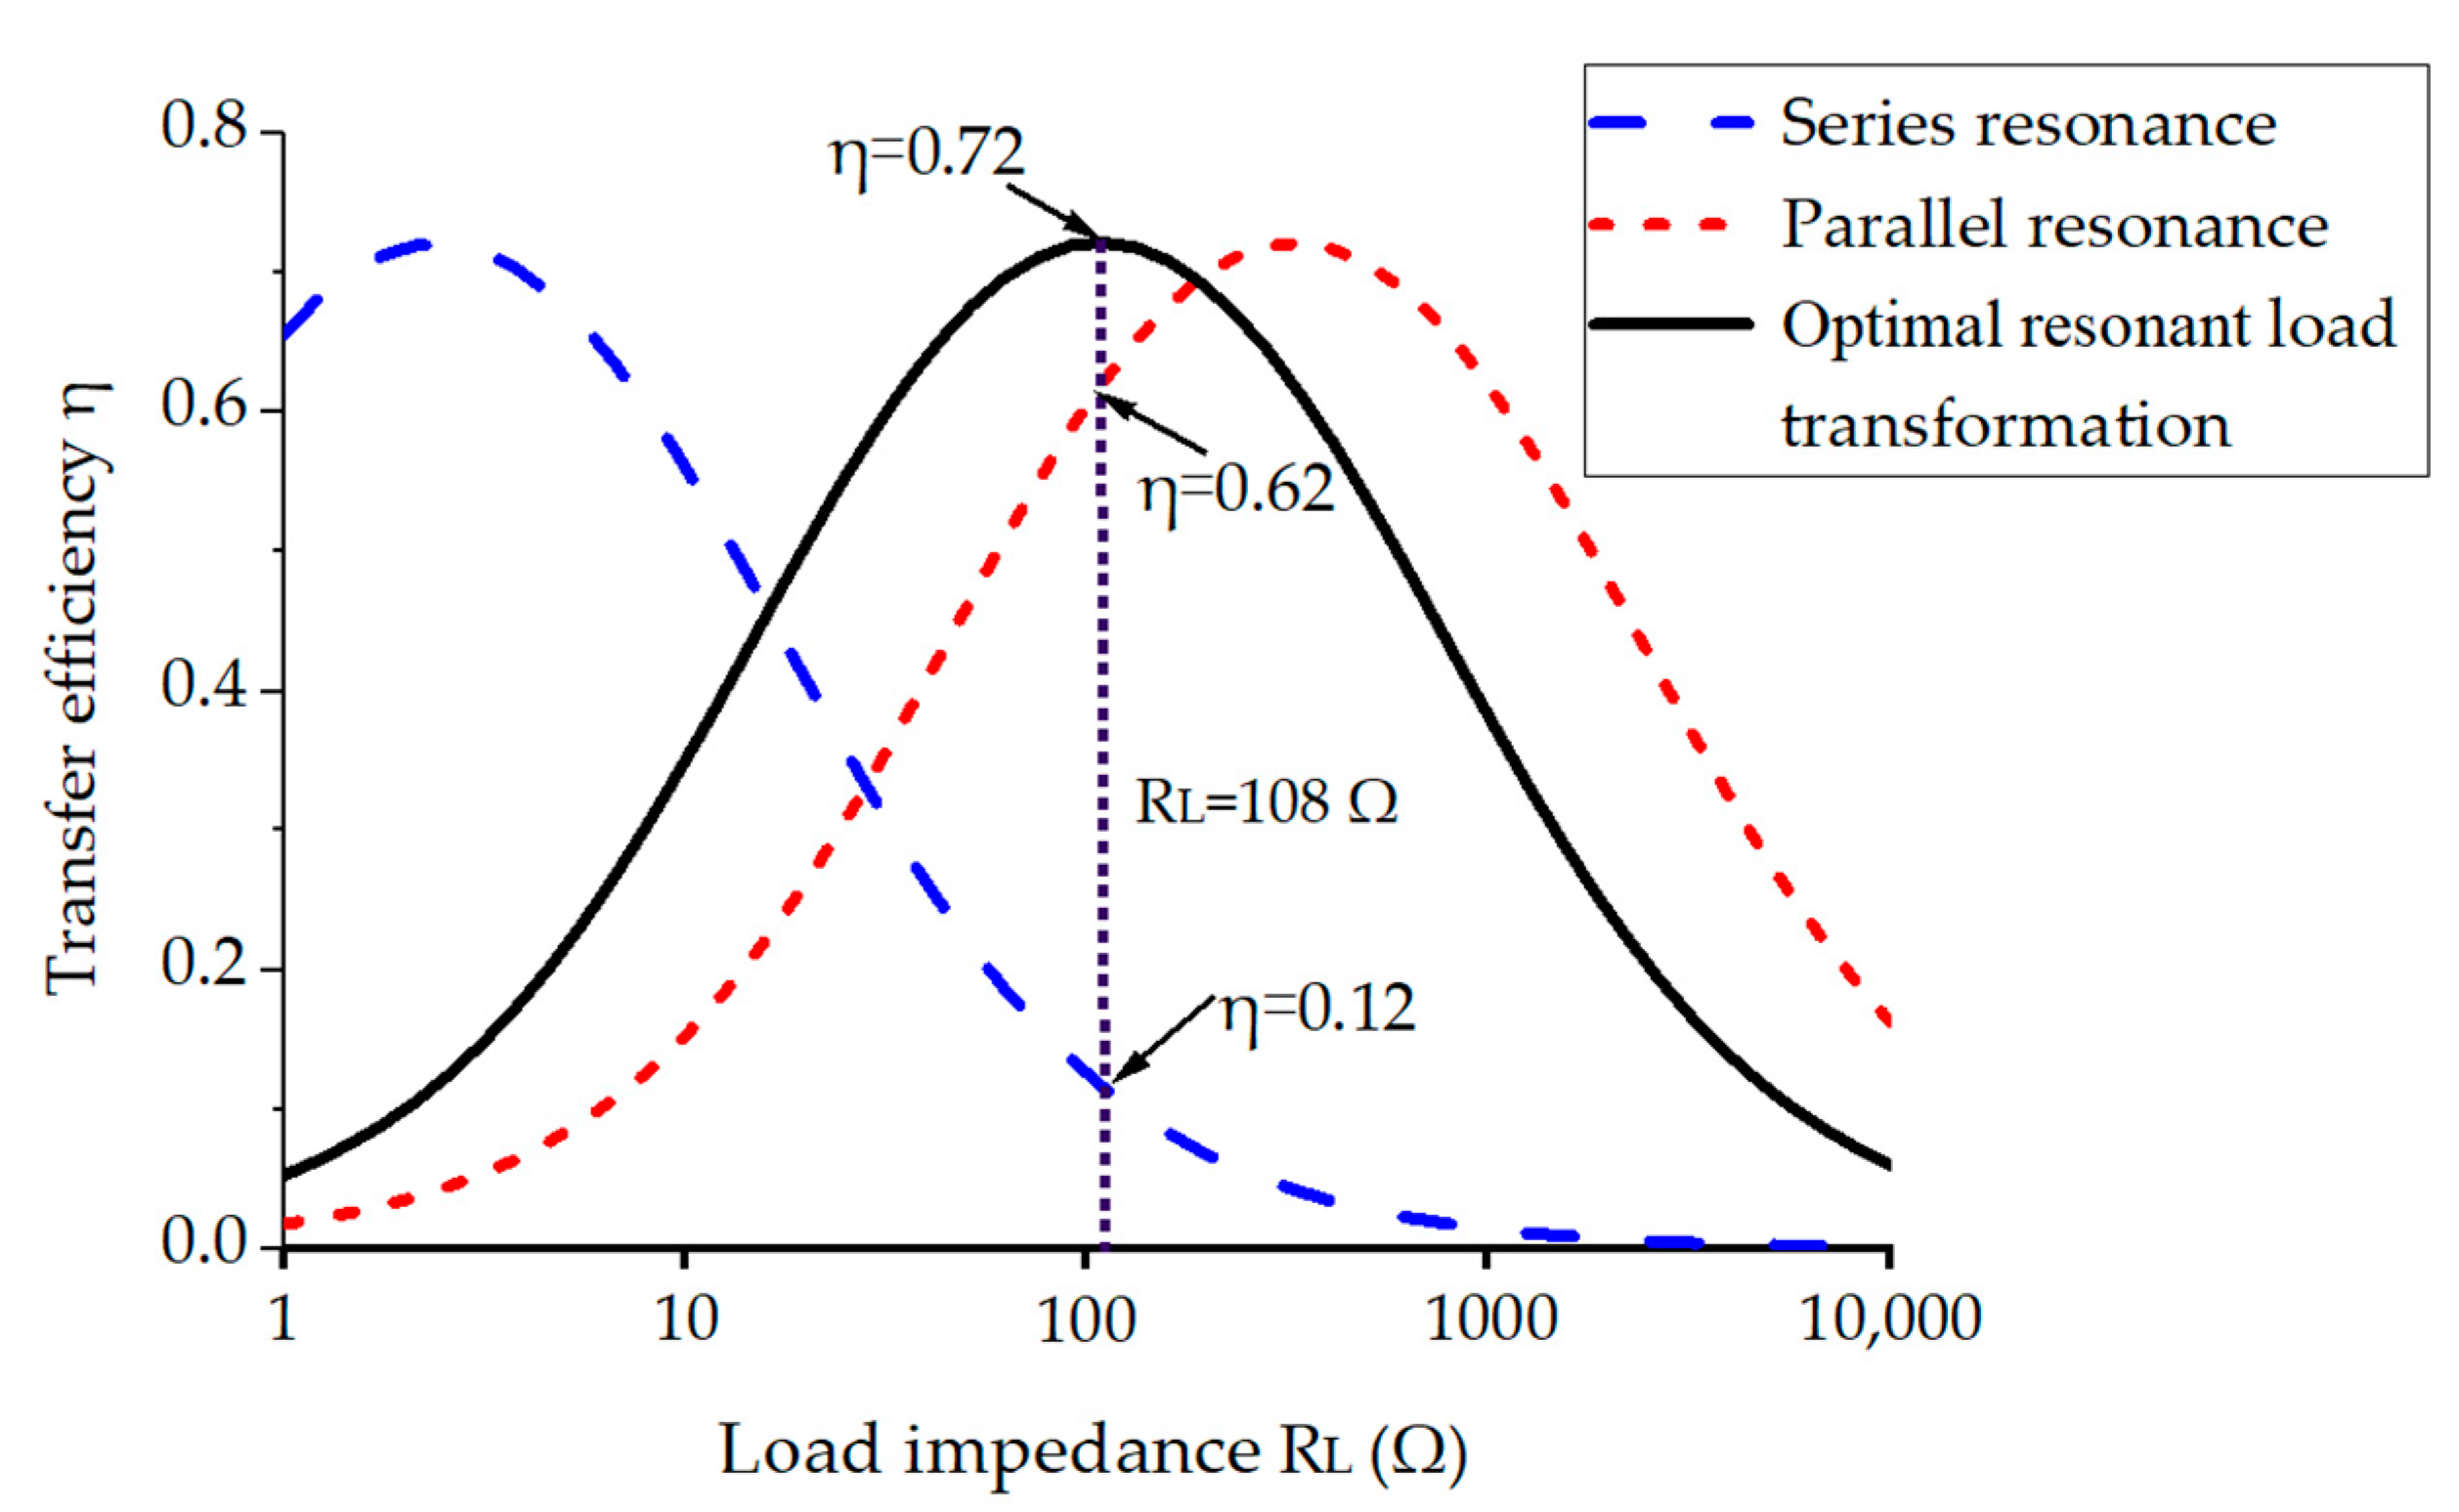 Series resonance
Parallel resonance
Optimal resonant load
transformation
Transfer efficiency η
0.8
0.6
0.4
0.2
0.0
η=0.72
η=0.62
RL=108 Ω
η=0.12
1
10
100
1000
10,000
Load impedance RL (Ω)